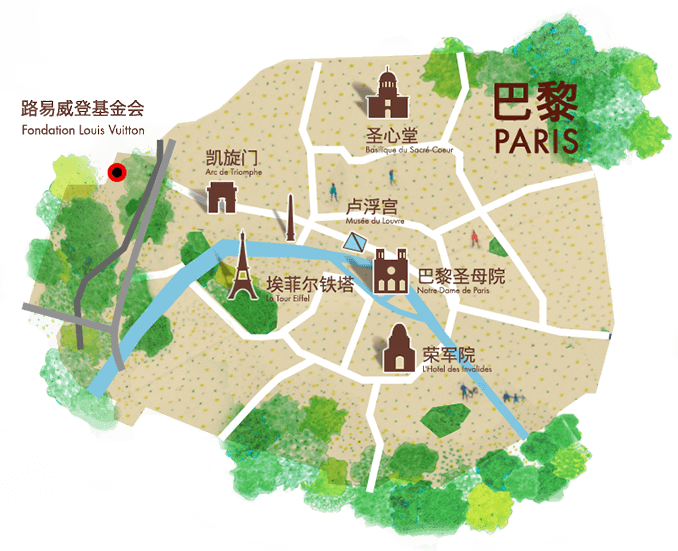 巴黎
PARIS
路易威登基金会
Fondation Louis Vuitton
圣心堂
Basilique du Sacré-Coeur
凯旋门
Arc de Triomphe
卢浮宫
Musée du Louvre
埃菲尔铁塔
La Tour Eiffel
巴黎圣母院
Notre-Dame de Paris
荣军院
L'Hotel des Invalides